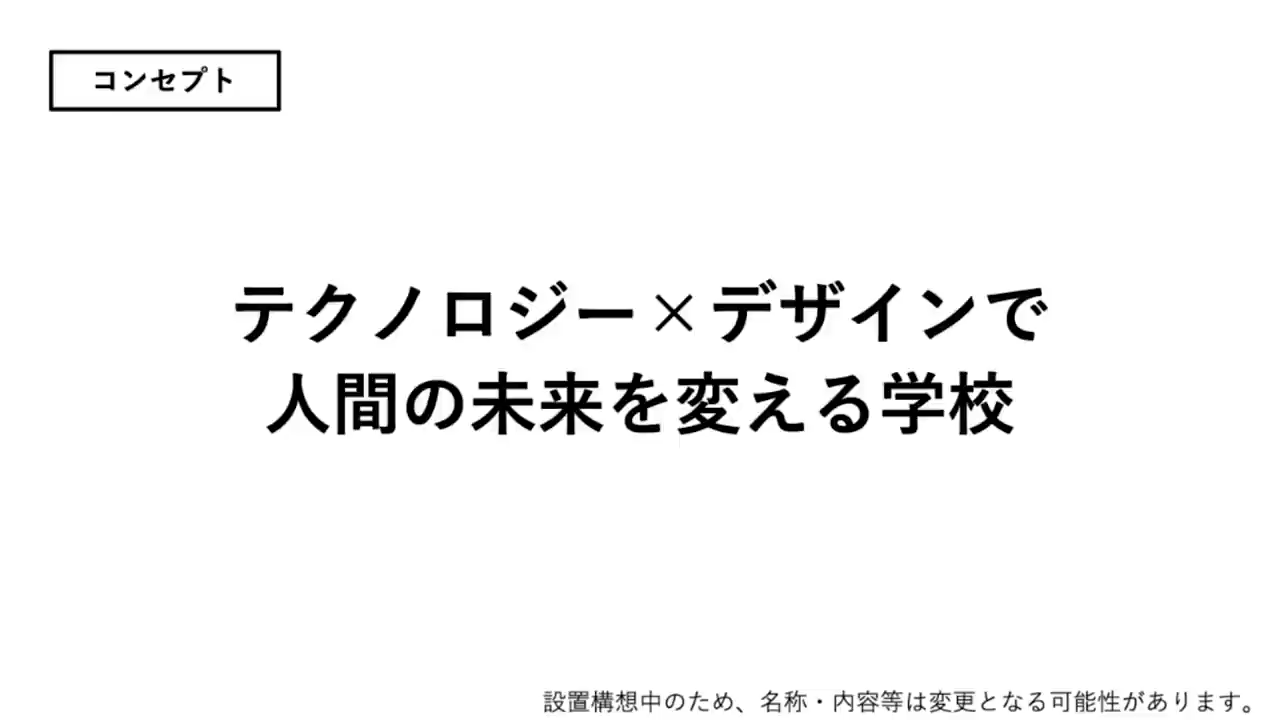 コンセプト
テクノロジー×デザインで
人間の未来を変える学校
設置構想中のため、名称・内容等は変更となる可能性があります。